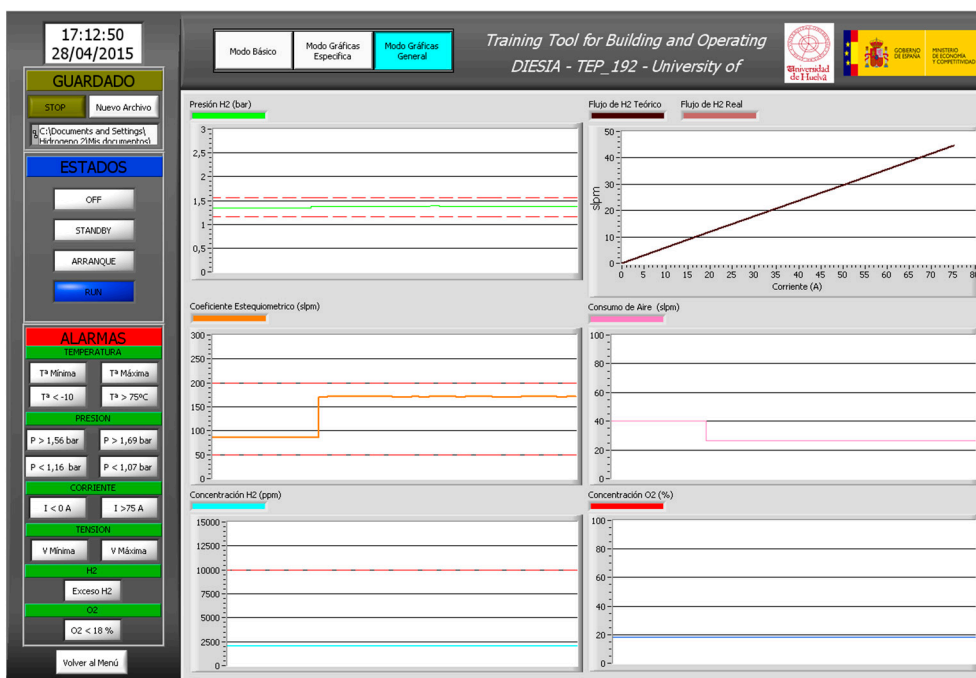 17:12:50
28/04/2015
GUARDADO
STOP
Nuevo Archivo
C:\Documents and Settings\
Hidrogeno 2\Mis documentos\
ESTADOS
OFF
STANDBY
ARRANQUE
RUN
ALARMAS
TEMPERATURA
Tª Mínima
Tª Máxima
Tª < -10
Tª > 75ºC
PRESION
P > 1,56 bar
P > 1,69 bar
P < 1,16 bar
P < 1,07 bar
CORRIENTE
I < 0 A
I >75 A
TENSION
V Mínima
V Máxima
H2
Exceso H2
O2
O2 < 18 %
Volver al Menú
Modo Básico
Modo Gráficas
Especifica
Modo Gráficas
General
Training Tool for Building and Operating
DIESIA - TEP_192 - University of
Universidad
de Huelva
GOBIERNO
DE ESPAÑA
MINISTERIO
DE ECONOMÍA
Y COMPETITIVIDAD
Presión H2 (bar)
3
2,5
2
1,5
1
0,5
0
Flujo de H2 Teórico
Flujo de H2 Real
slpm
50
40
30
20
10
0
0 5 10 15 20 25 30 35 40 45 50 55 60 65 70 75 80
Corriente (A)
Coeficiente Estequiometrico (slpm)
300
250
200
150
100
50
0
Consumo de Aire (slpm)
100
80
60
40
20
0
Concentración H2 (ppm)
15000
12500
10000
7500
5000
2500
0
Concentración O2 (%)
100
80
60
40
20
0